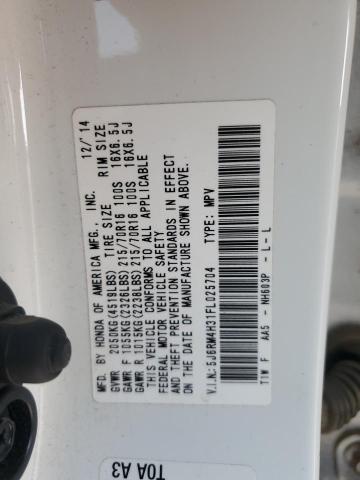 MFD. BY HONDA OF AMERICA MFG., INC. 12/'14
TIRE SIZE RIM SIZE
GVWR 2050KG(4519LBS)
GAWR F 1055KG(2326LBS) 215/70R16 100S 16X6.5J
GAWR R 1015KG(2238LBS) 215/70R16 100S 16X6.5J
THIS VEHICLE CONFORMS TO ALL APPLICABLE
FEDERAL MOTOR VEHICLE SAFETY
AND THEFT PREVENTION STANDARDS IN EFFECT
ON THE DATE OF MANUFACTURE SHOWN ABOVE.
V.I.N.:5J6RM4H31FL025704 TYPE: MPV
TIW F AA5 - NH603P - L - L
T0A A3